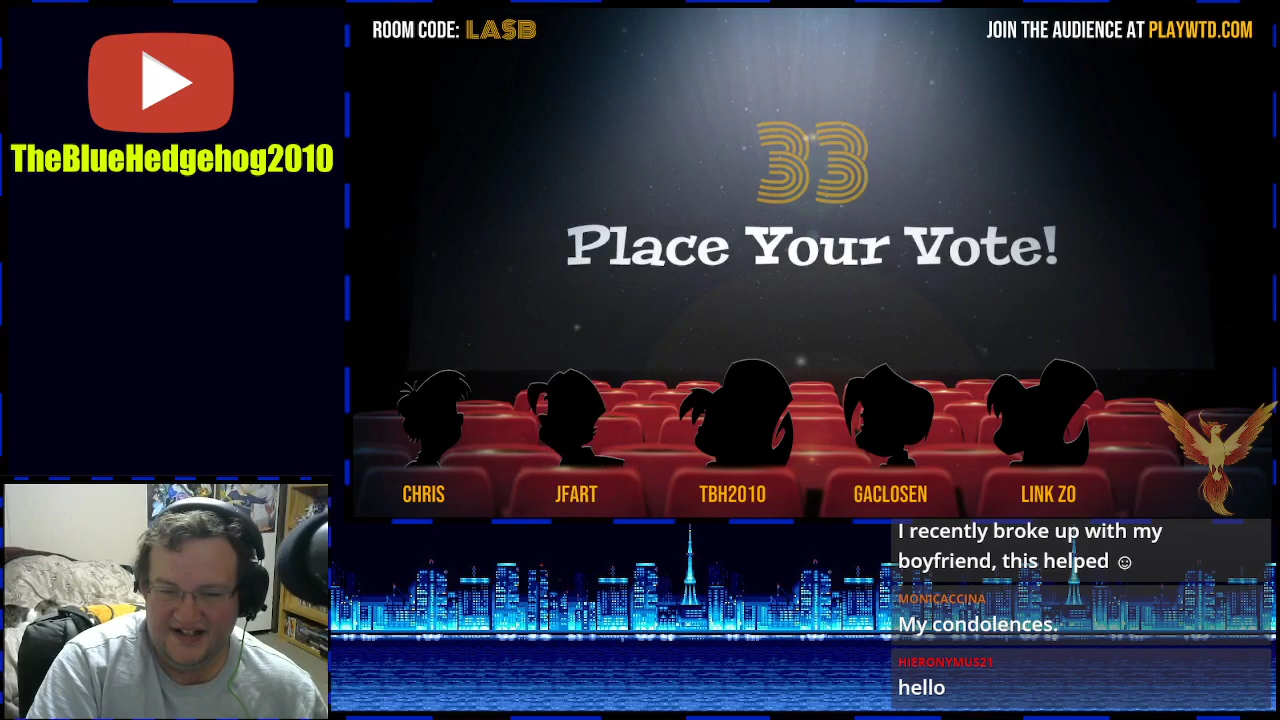 ROOM CODE: LASB
JOIN THE AUDIENCE AT PLAYWTD.COM
TheBlueHedgehog2010
33
Place Your Vote!
CHRIS
JFART
TBH2010
GACLOSEN
LINK ZO
I recently broke up with my
boyfriend, this helped ☺
MONICACCINA
My condolences.
HIERONYMUS21
hello